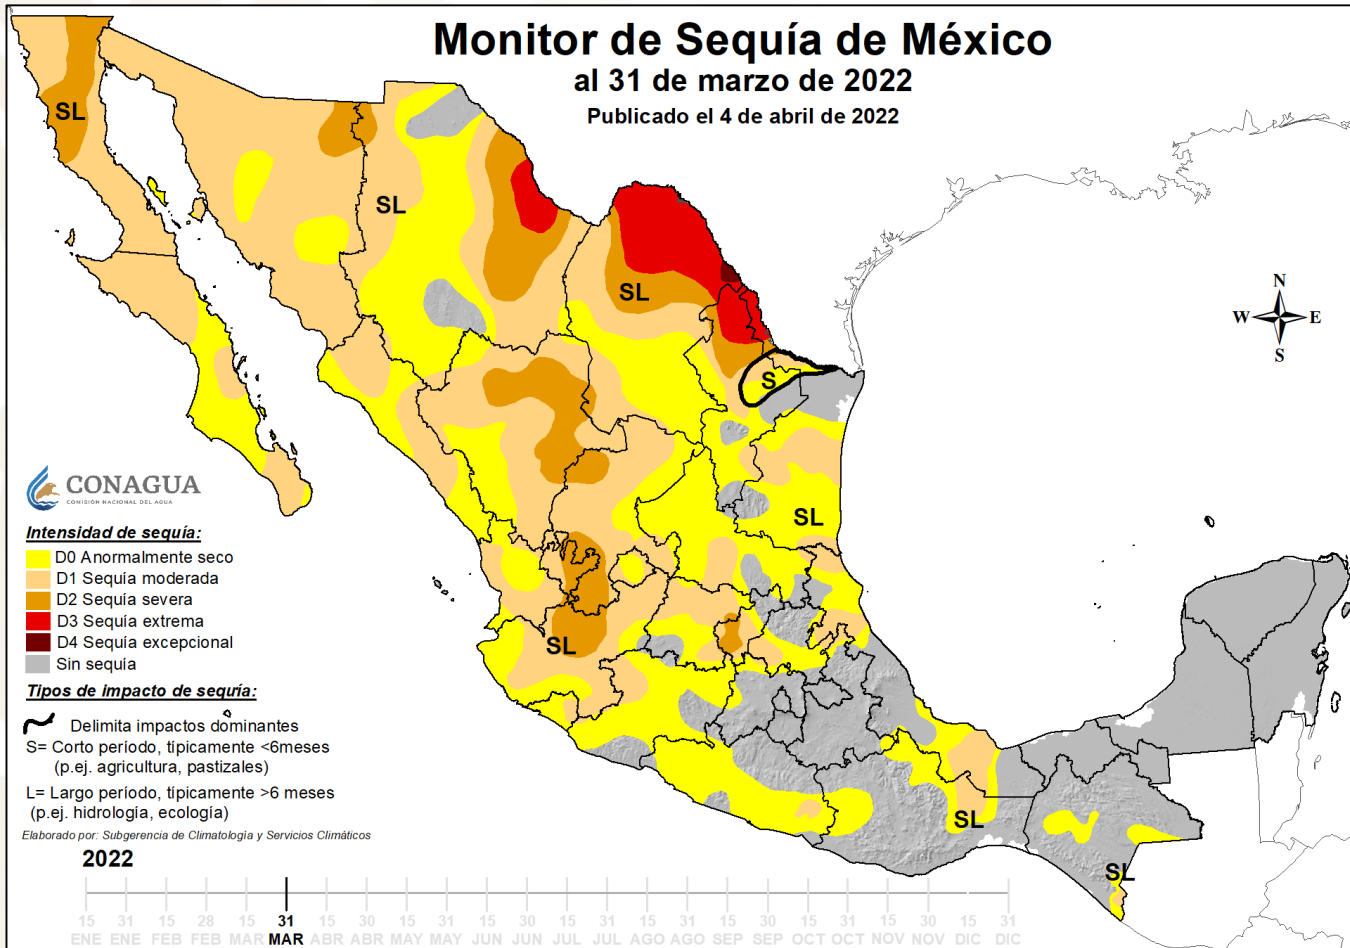 Monitor de Sequía de México
al 31 de marzo de 2022
Publicado el 4 de abril de 2022
SL
SL
SL
S
SL
SL
SL
SL
N
W E
S
CONAGUA
COMISIÓN NACIONAL DEL AGUA
Intensidad de sequía:
D0 Anormalmente seco
D1 Sequía moderada
D2 Sequía severa
D3 Sequía extrema
D4 Sequía excepcional
Sin sequía
Tipos de impacto de sequía:
Delimita impactos dominantes
S= Corto período, típicamente <6meses
(p.ej. agricultura, pastizales)
L= Largo período, típicamente >6 meses
(p.ej. hidrología, ecología)
Elaborado por: Subgerencia de Climatología y Servicios Climáticos
2022
15 31 15 28 15 31 15 30 15 31 15 30 15 31 15 31 15 30 15 31 15 30 15 31
ENE ENE FEB FEB MAR MAR ABR ABR MAY MAY JUN JUN JUL JUL AGO AGO SEP SEP OCT OCT NOV NOV DIC DIC